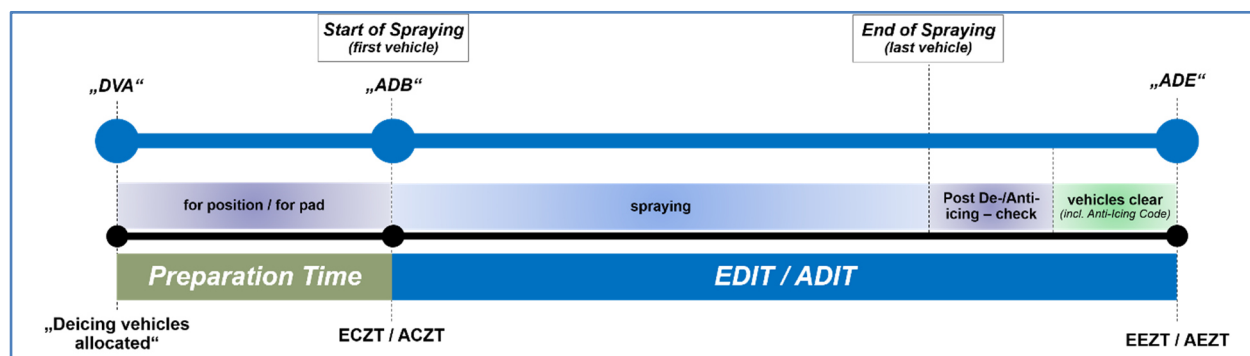 Start of Spraying
(first vehicle)
End of Spraying
(last vehicle)
„DVA“
„ADB“
„ADE“
for position / for pad
spraying
Post De-/Anti-
icing – check
vehicles clear
(incl. Anti-Icing Code)
Preparation Time
EDIT / ADIT
„Deicing vehicles
allocated“
ECZT / ACZT
EEZT / AEZT